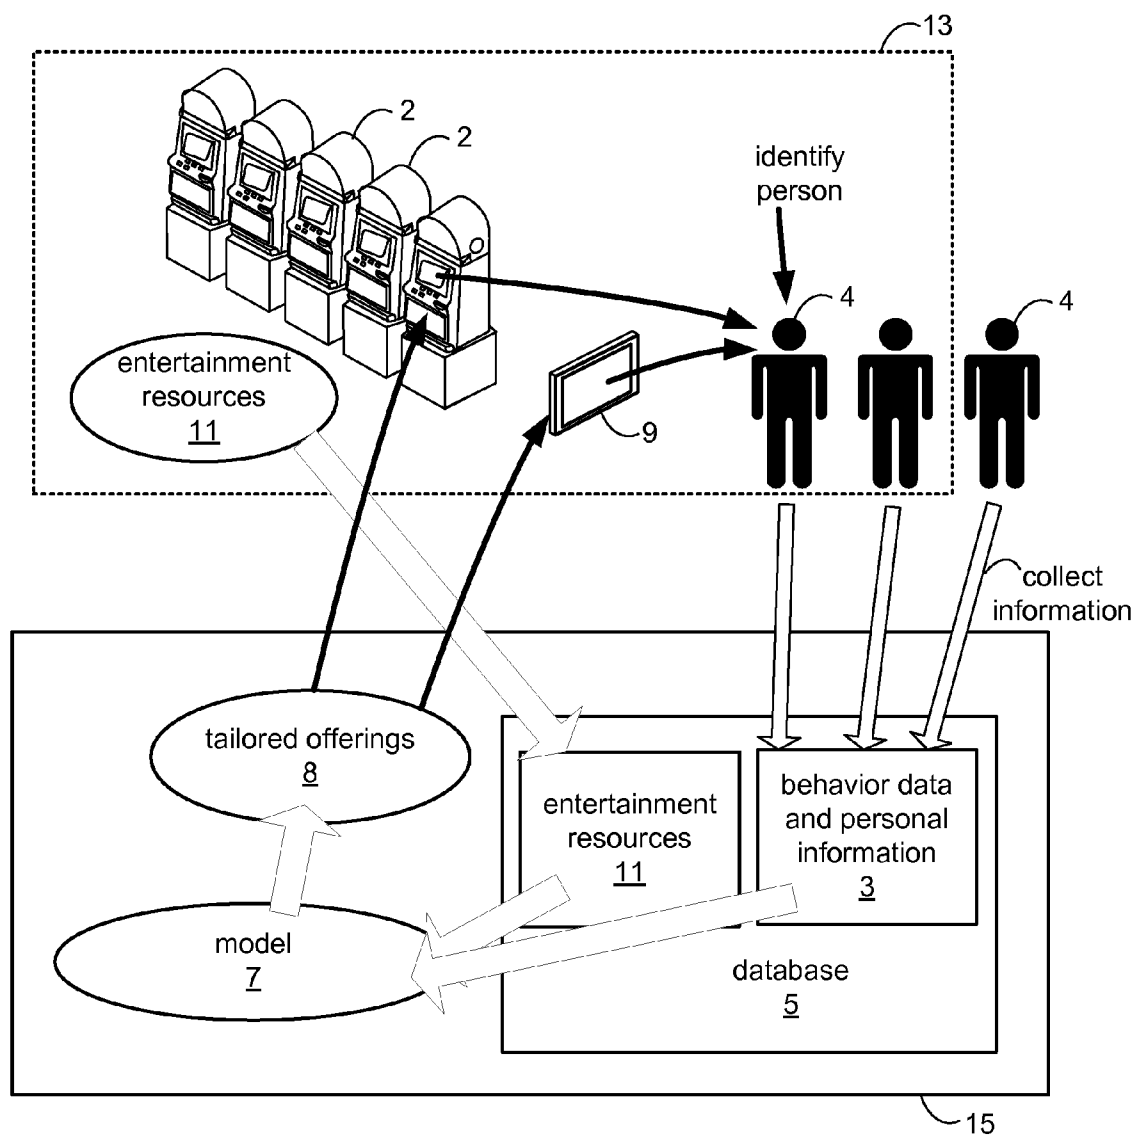 13
2
2
identify
person
4
4
entertainment
resources
11
9
collect
information
tailored offerings
8
entertainment
resources
11
behavior data
and personal
information
3
model
7
database
5
15